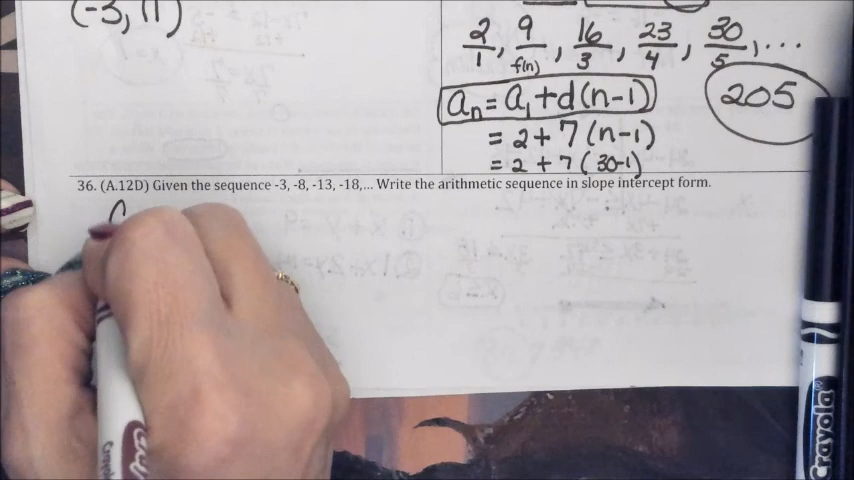 (-3, 11)
2/1, 9/f(n), 16/3, 23/4, 30/5, ...
aₙ = a₁ + d(n-1)
205
= 2 + 7 (n-1)
= 2 + 7 (30-1)
36. (A.12D) Given the sequence -3, -8, -13, -18,... Write the arithmetic sequence in slope intercept form.
Crayola